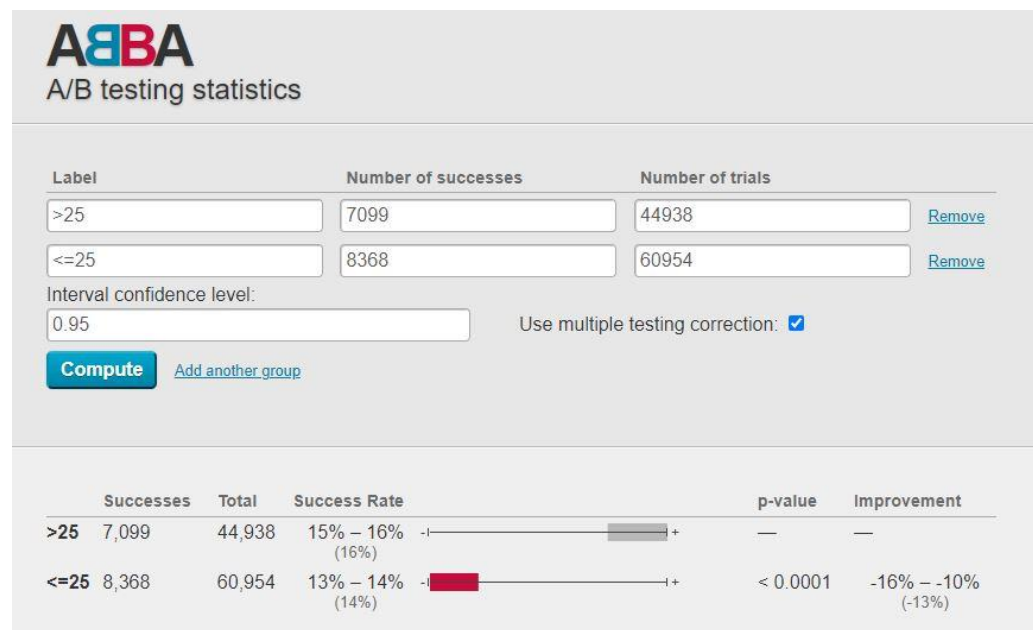 ABBA
A/B testing statistics
Label Number of successes Number of trials
>25 7099 44938 Remove
<=25 8368 60954 Remove
Interval confidence level:
0.95 Use multiple testing correction:
Compute Add another group
Successes Total Success Rate p-value Improvement
>25 7,099 44,938 15% – 16% - + — —
(16%)
<=25 8,368 60,954 13% – 14% - + < 0.0001 -16% – -10%
(14%) (-13%)